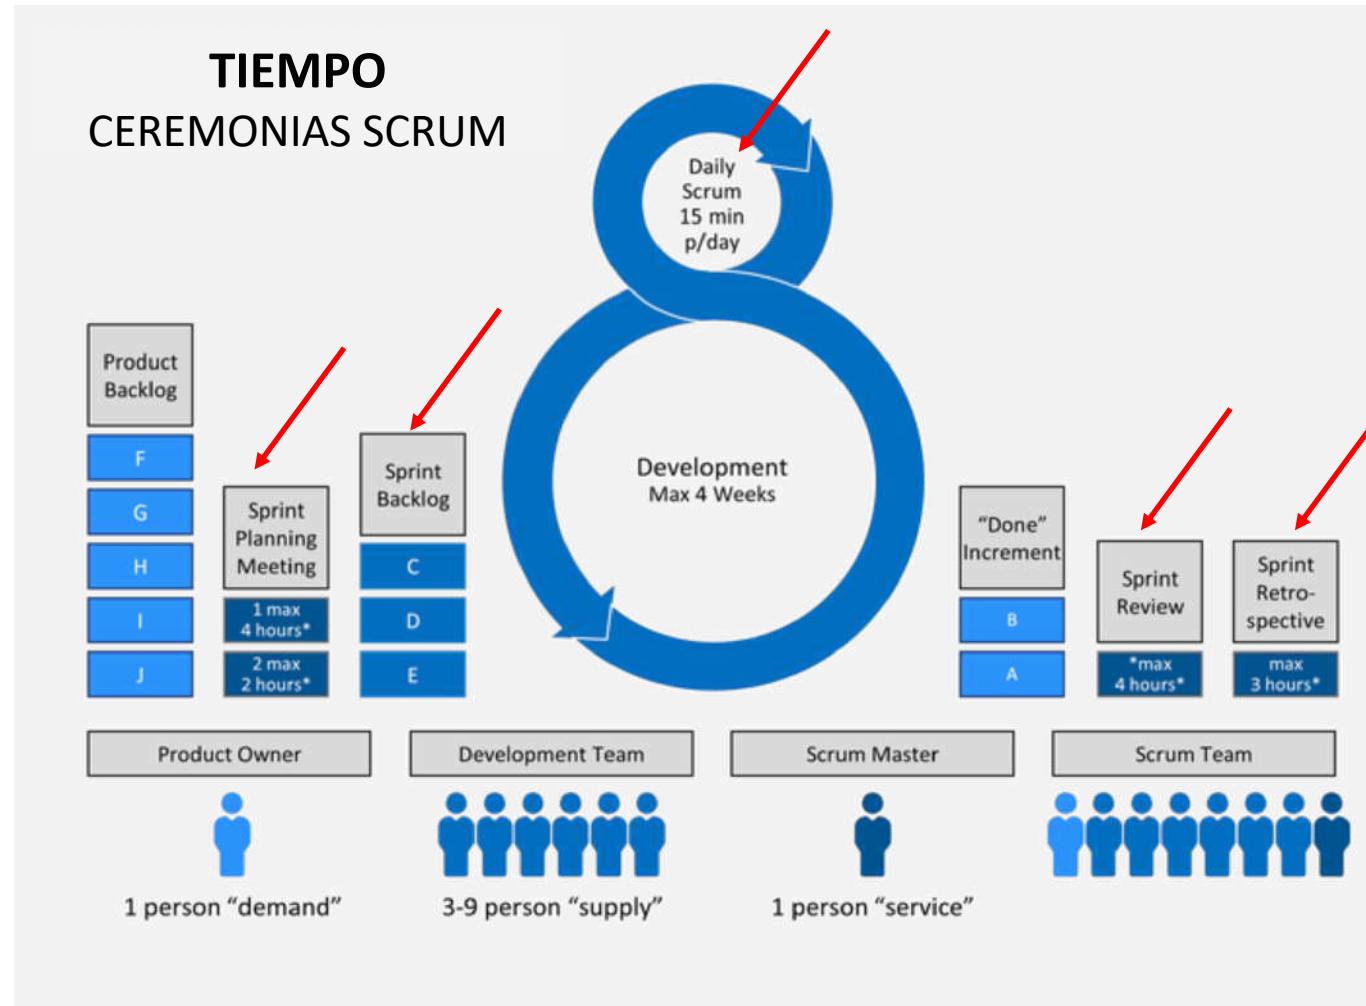 TIEMPO
CEREMONIAS SCRUM
Daily
Scrum
15 min
p/day
Product
Backlog
F
G
H
I
J
Sprint
Planning
Meeting
1 max
4 hours*
2 max
2 hours*
Sprint
Backlog
C
D
E
Development
Max 4 Weeks
“Done”
Increment
B
A
Sprint
Review
*max
4 hours*
Sprint
Retro-
spective
max
3 hours*
Product Owner
Development Team
Scrum Master
Scrum Team
1 person “demand”
3-9 person “supply”
1 person “service”